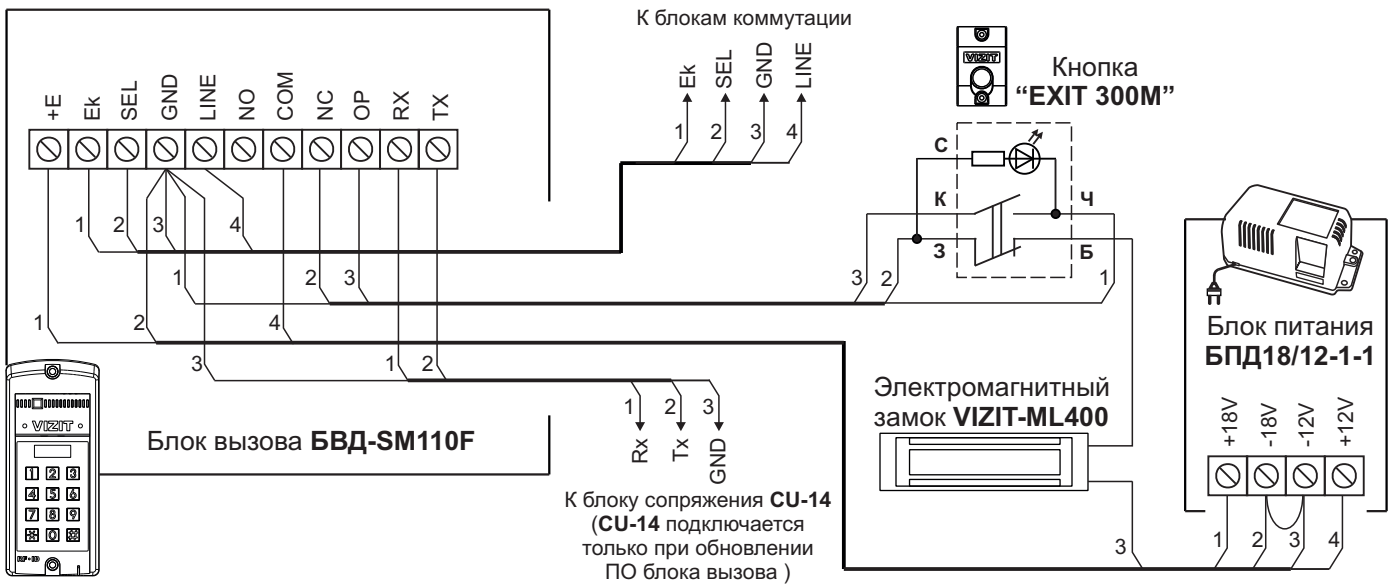 К блокам коммутации
Ek
SEL
GND
LINE
1
2
3
4
+E
Ek
SEL
GND
LINE
NO
COM
NC
OP
RX
TX
1
2
3
4
1
2
3
1
2
4
3
1
2
VIZIT
Кнопка
“EXIT 300M”
С
К
Ч
З
Б
3
2
1
Блок питания
БПД18/12-1-1
+18V
-18V
-12V
+12V
1
2
3
4
Электромагнитный
замок VIZIT-ML400
3
VIZIT
1 2 3
4 5 6
7 8 9
0
RF-ID
Блок вызова БВД-SM110F
1
2
3
Rx
Tx
GND
К блоку сопряжения CU-14
(CU-14 подключается
только при обновлении
ПО блока вызова )